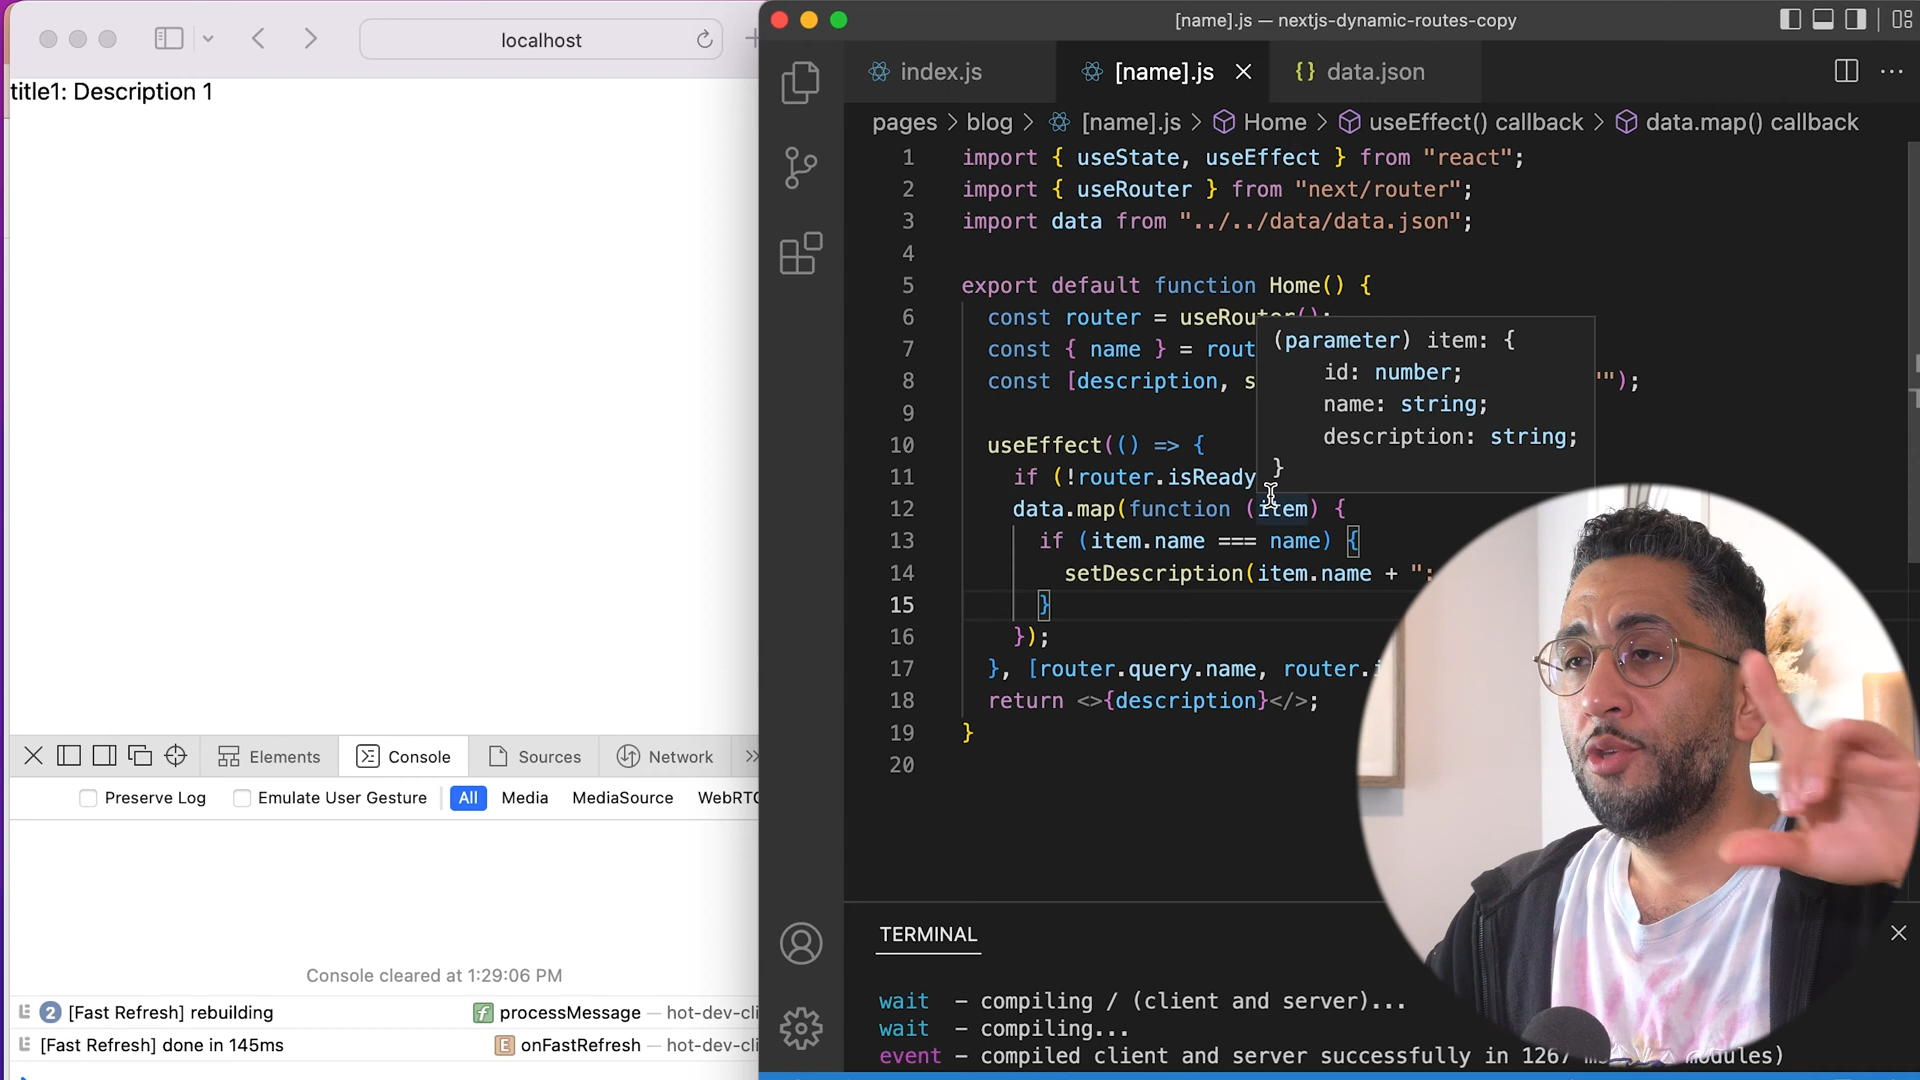 localhost
title1: Description 1
Elements
Console
Sources
Network
Preserve Log
Emulate User Gesture
All
Media
MediaSource
Console cleared at 1:29:06 PM
2 [Fast Refresh] rebuilding
processMessage — hot-dev-cli
[Fast Refresh] done in 145ms
E onFastRefresh — hot-dev-cli
[name].js — nextjs-dynamic-routes-copy
index.js
[name].js
{} data.json
pages > blog > [name].js > Home > useEffect() callback > data.map() callback
1 import { useState, useEffect } from "react";
2 import { useRouter } from "next/router";
3 import data from "../../data/data.json";
4
5 export default function Home() {
6 const router = useRouter();
7 const { name } = rout
8 const [description, s "");
9
10 useEffect(() => {
11 if (!router.isReady
12 data.map(function (item) {
13 if (item.name === name) {
14 setDescription(item.name + ":
15 }
16 });
17 }, [router.query.name, router.i
18 return <>{description}</>;
19 }
20
(parameter) item: {
id: number;
name: string;
description: string;
}
TERMINAL
wait – compiling / (client and server)...
wait – compiling...
event – compiled client and server successfully in 1267 m modules)